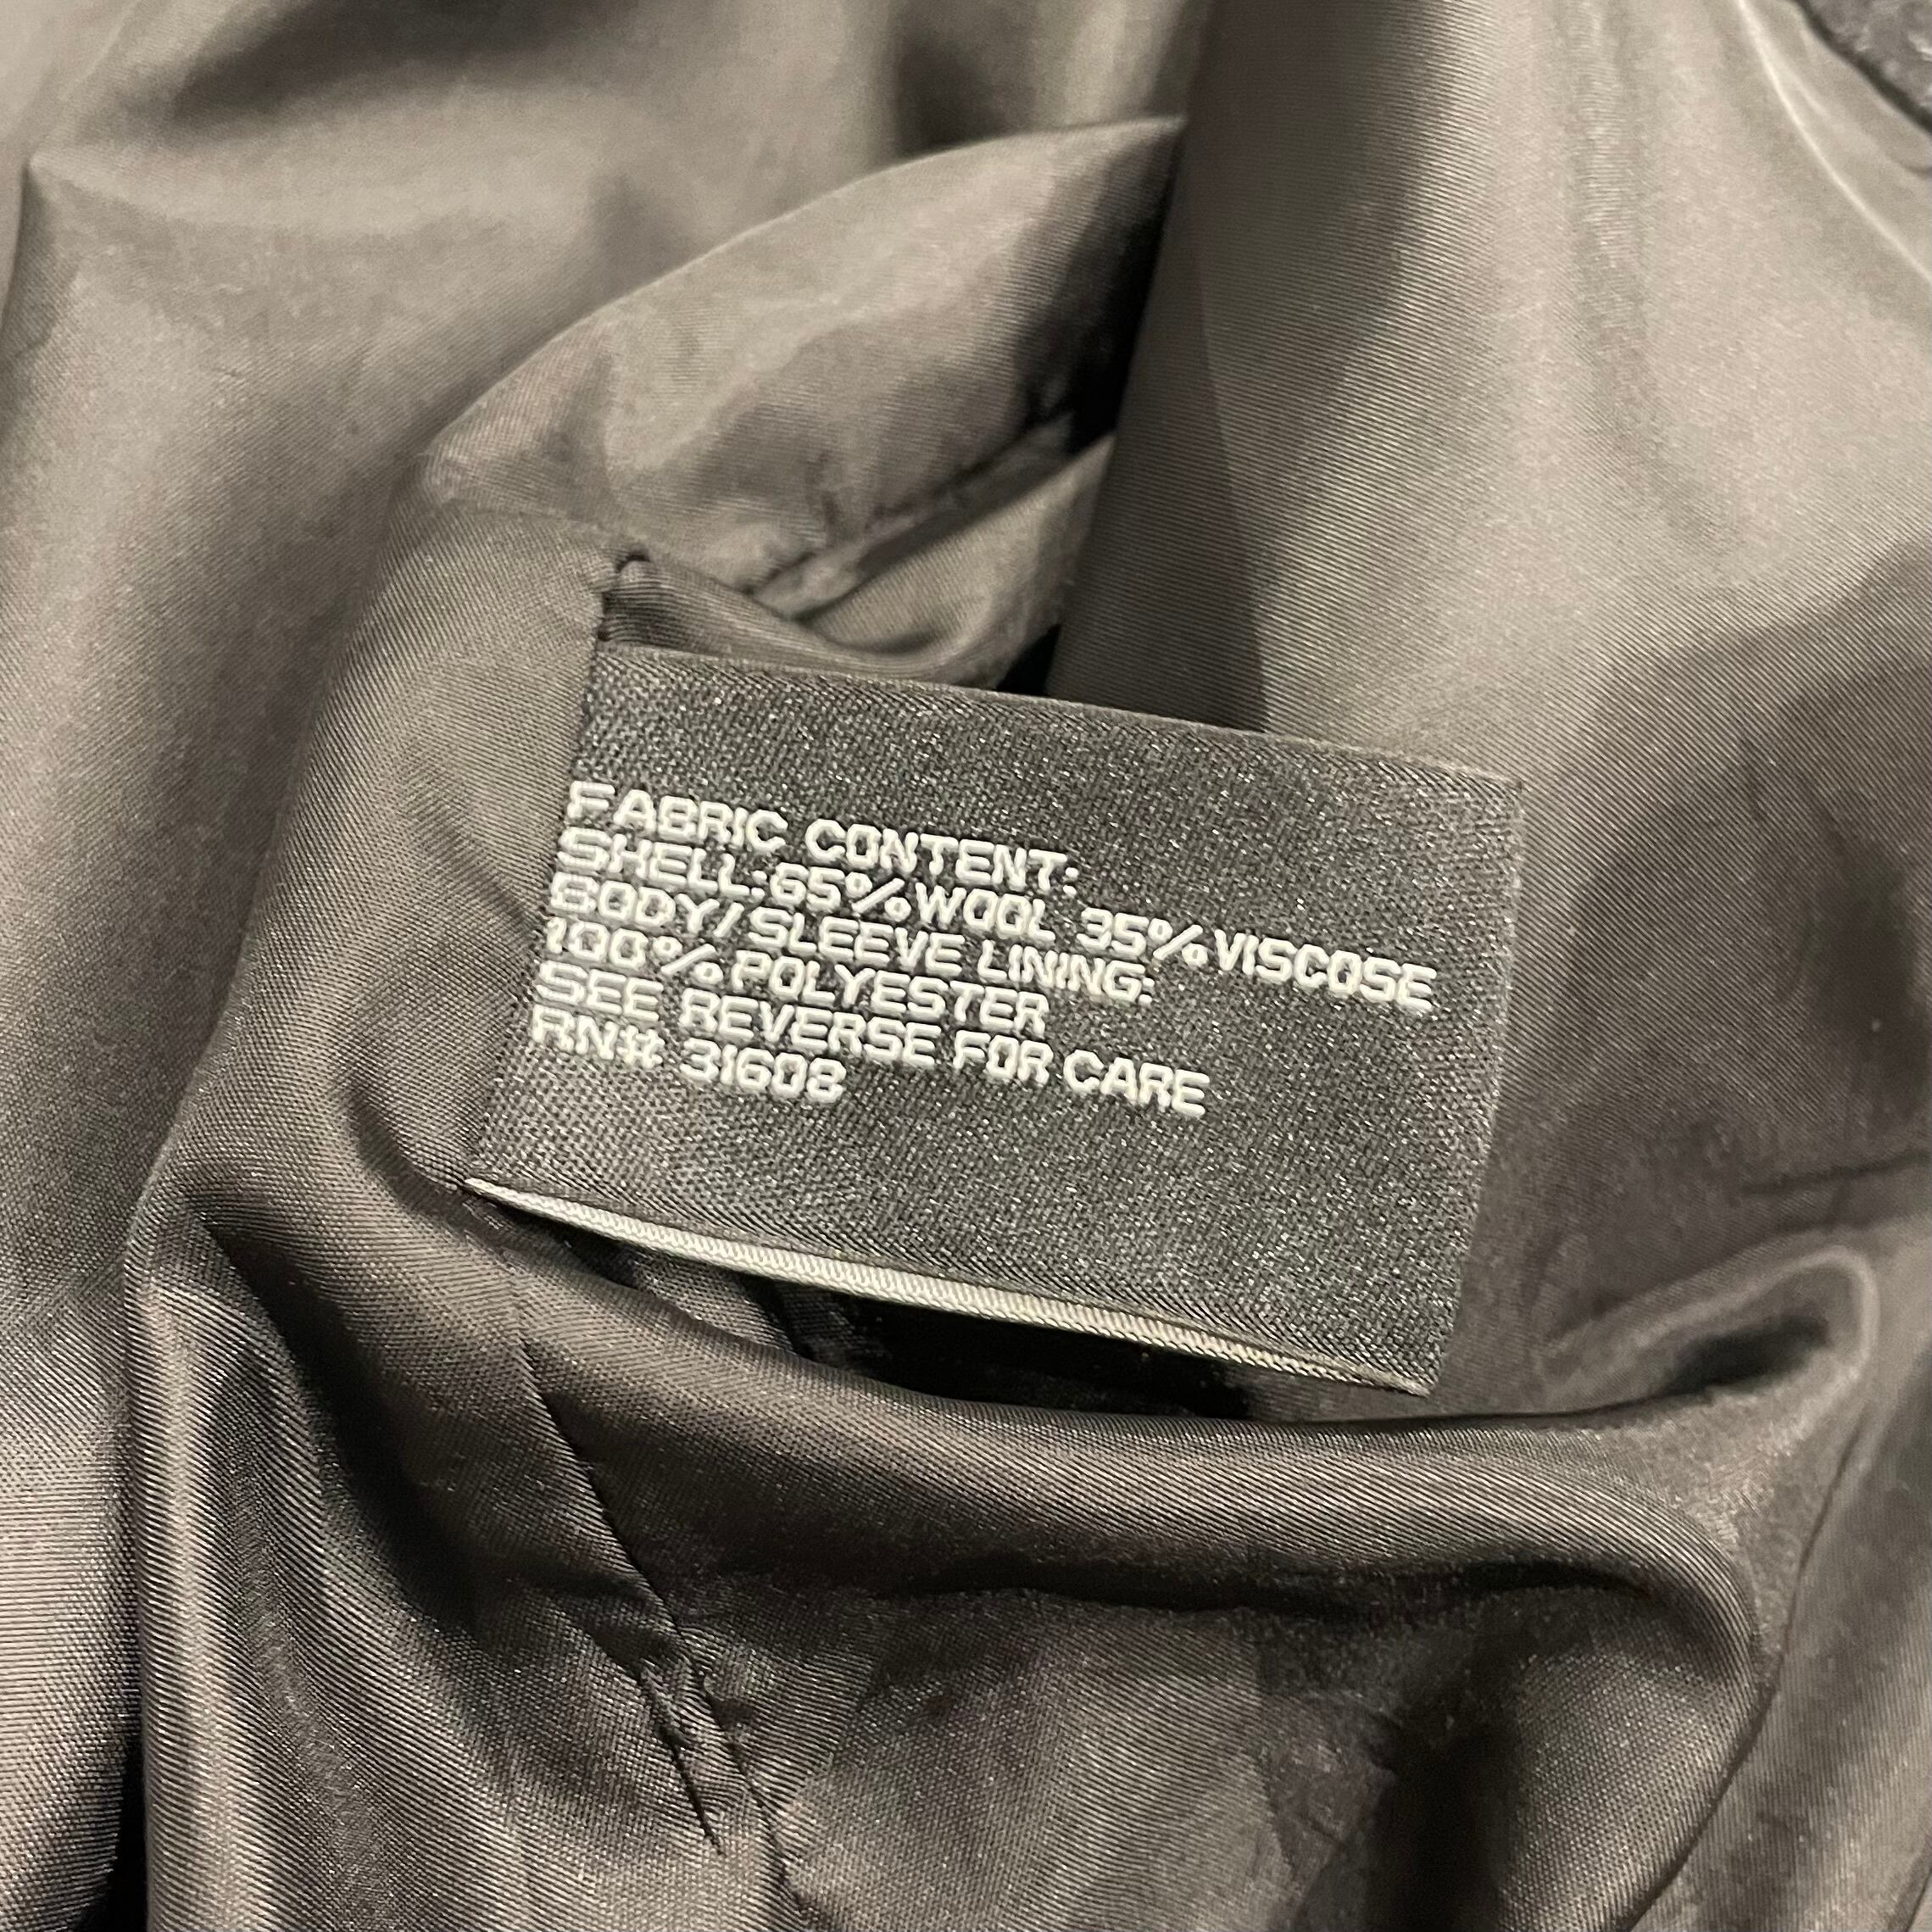 FABRIC CONTENT:
SHELL:65%WOOL 35%VISCOSE
BODY/SLEEVE LINING:
100%POLYESTER
SEE REVERSE FOR CARE
RN# 31608